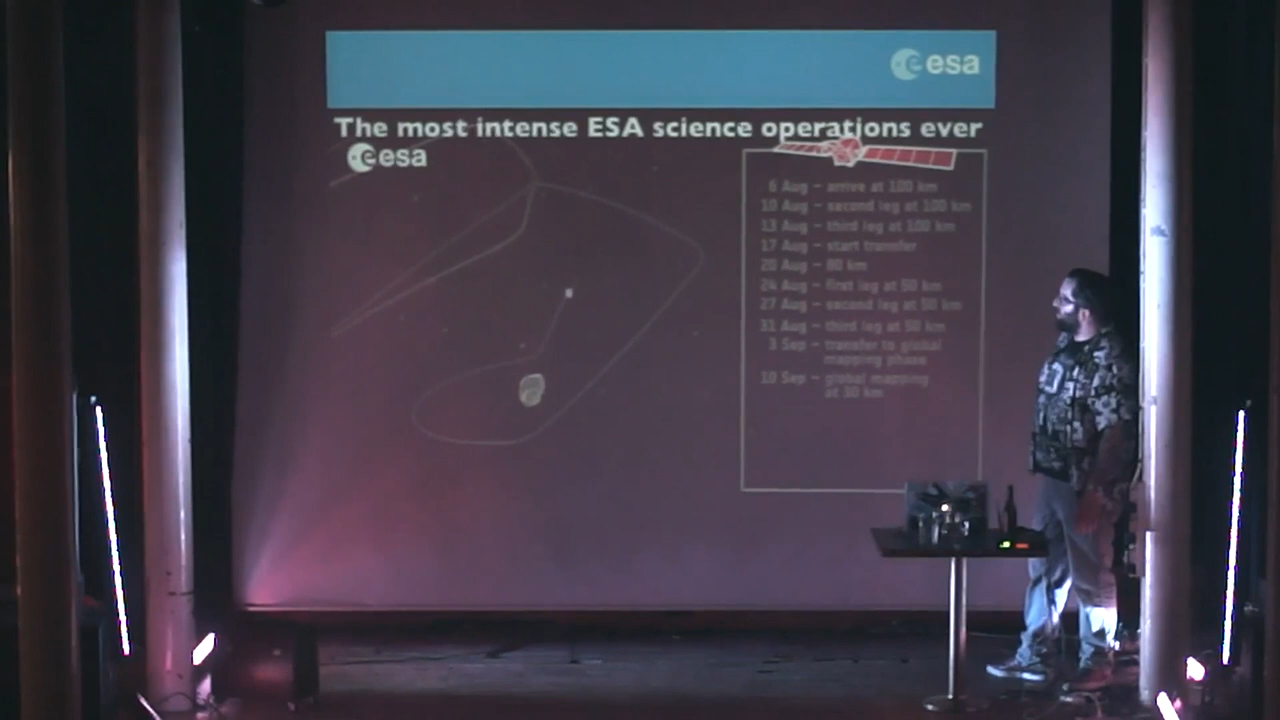 esa
The most intense ESA science operations ever
esa
6 Aug – arrive at 100 km
10 Aug – second leg at 100 km
13 Aug – third leg at 100 km
17 Aug – start transfer
20 Aug – 80 km
24 Aug – first leg at 50 km
27 Aug – second leg at 50 km
31 Aug – third leg at 50 km
3 Sep – transfer to global
mapping phase
10 Sep – global mapping
at 30 km